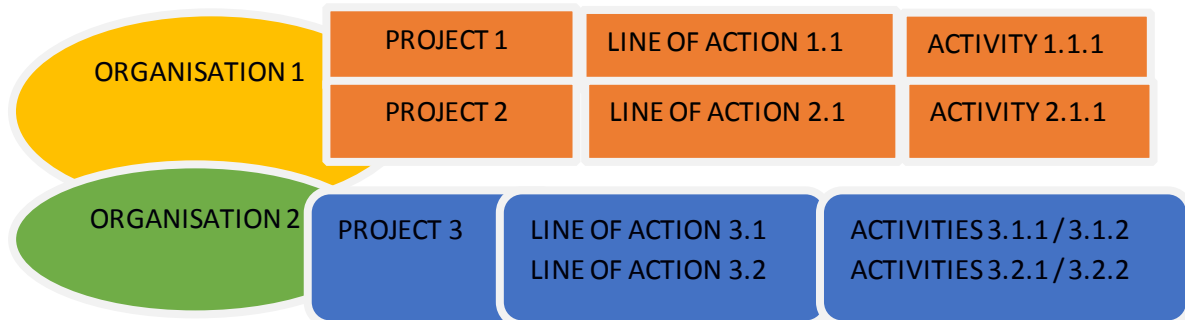 ORGANISATION 1
PROJECT 1
LINE OF ACTION 1.1
ACTIVITY 1.1.1
PROJECT 2
LINE OF ACTION 2.1
ACTIVITY 2.1.1
ORGANISATION 2
PROJECT 3
LINE OF ACTION 3.1
LINE OF ACTION 3.2
ACTIVITIES 3.1.1 / 3.1.2
ACTIVITIES 3.2.1 / 3.2.2